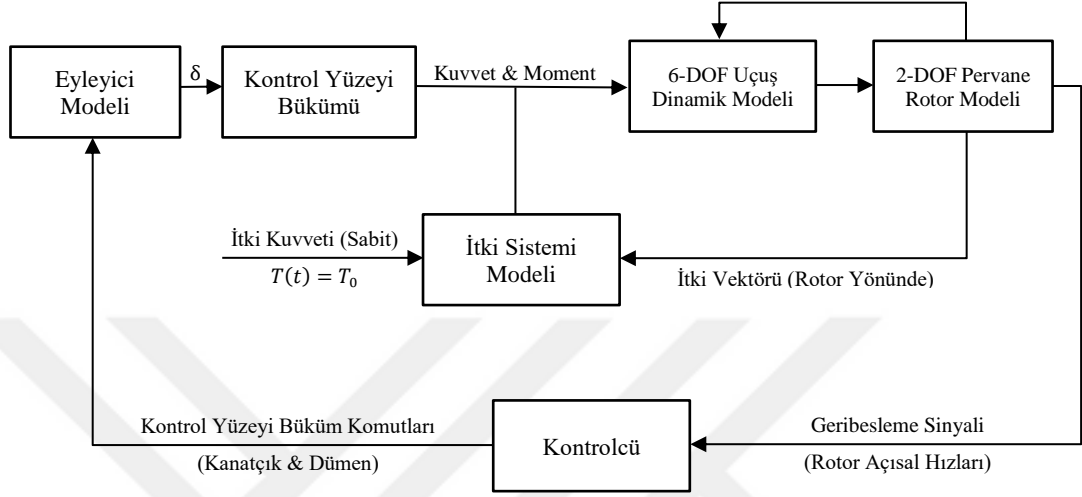 Eyleyici
Modeli
δ
Kontrol Yüzeyi
Bükümü
Kuvvet & Moment
6-DOF Uçuş
Dinamik Modeli
2-DOF Pervane
Rotor Modeli
İtki Kuvveti (Sabit)
T(t) = T₀
İtki Sistemi
Modeli
İtki Vektörü (Rotor Yönünde)
Kontrol Yüzeyi Büküm Komutları
(Kanatçık & Dümen)
Kontrolcü
Geribesleme Sinyali
(Rotor Açısal Hızları)